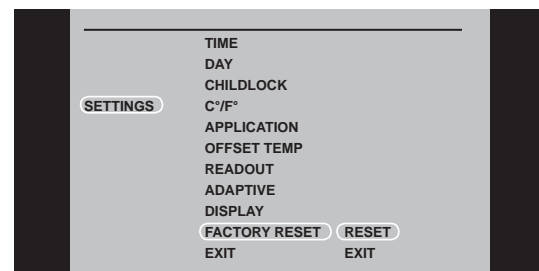 TIME
DAY
CHILDLOCK
SETTINGS C°/F°
APPLICATION
OFFSET TEMP
READOUT
ADAPTIVE
DISPLAY
FACTORY RESET RESET
EXIT EXIT